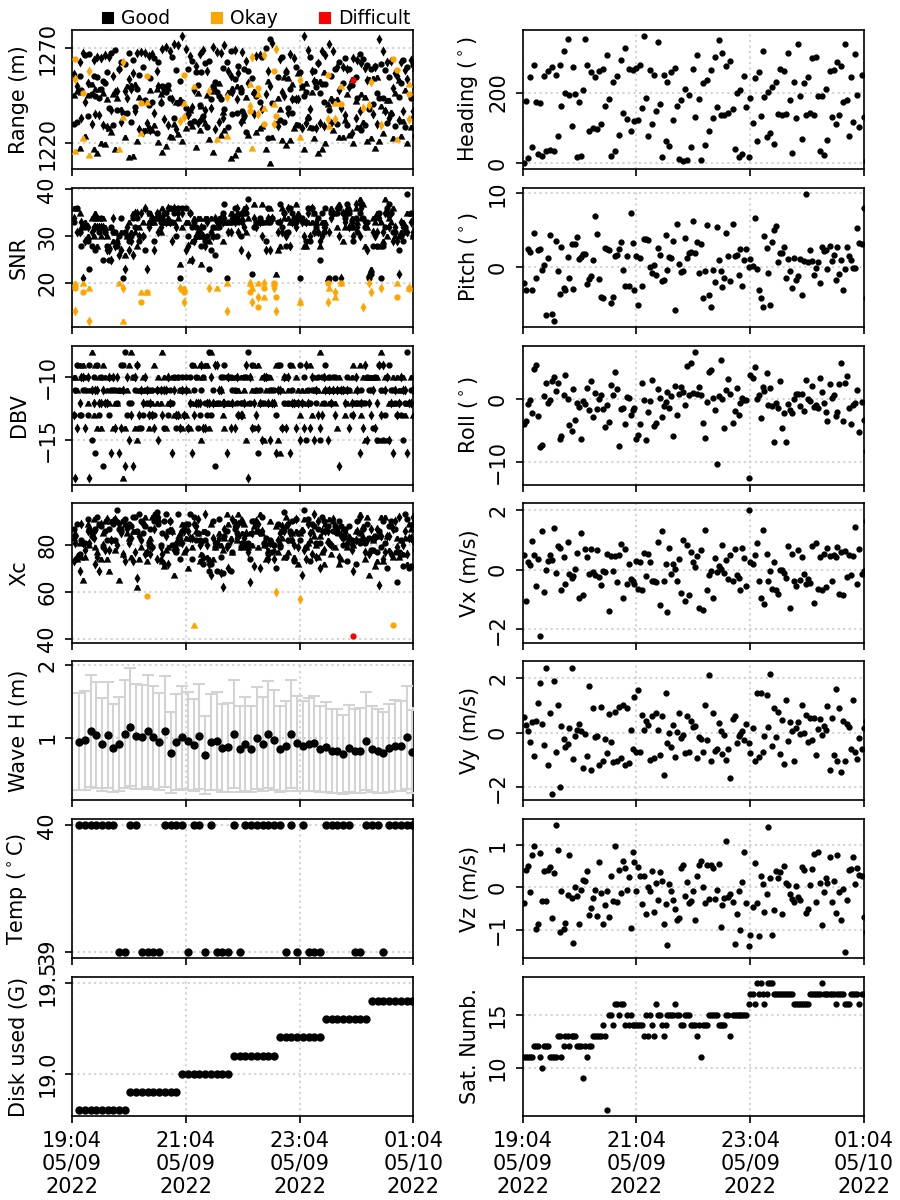 Good Okay Difficult
Range (m)
1270
1220
Heading (°)
200
0
SNR
40
30
20
Pitch (°)
10
0
DBV
−10
−15
Roll (°)
0
−10
Xc
80
60
40
Vx (m/s)
2
0
−2
Wave H (m)
2
1
Vy (m/s)
2
0
−2
Temp (°C)
40
39
Vz (m/s)
1
0
−1
Disk used (G)
19.5
19.0
Sat. Numb.
15
10
19:04 21:04 23:04 01:04 19:04 21:04 23:04 01:04
05/09 05/09 05/09 05/10 05/09 05/09 05/09 05/10
2022 2022 2022 2022 2022 2022 2022 2022